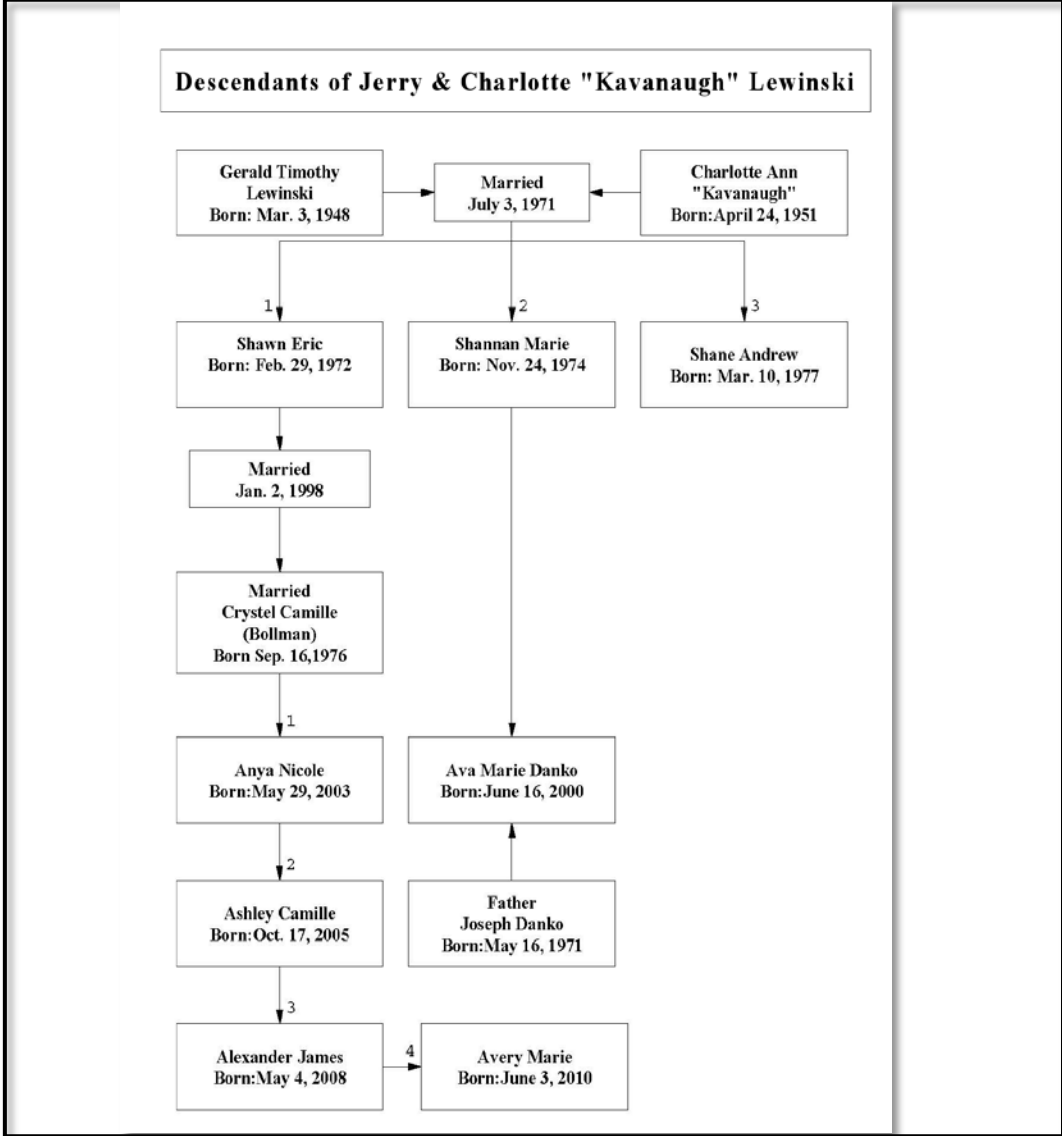 Descendants of Jerry & Charlotte "Kavanaugh" Lewinski
Gerald Timothy
Lewinski
Born: Mar. 3, 1948
Married
July 3, 1971
Charlotte Ann
"Kavanaugh"
Born:April 24, 1951
1
2
3
Shawn Eric
Born: Feb. 29, 1972
Shannan Marie
Born: Nov. 24, 1974
Shane Andrew
Born: Mar. 10, 1977
Married
Jan. 2, 1998
Married
Crystel Camille
(Bollman)
Born Sep. 16,1976
1
Anya Nicole
Born:May 29, 2003
Ava Marie Danko
Born:June 16, 2000
2
Ashley Camille
Born:Oct. 17, 2005
Father
Joseph Danko
Born:May 16, 1971
3
Alexander James
Born:May 4, 2008
4
Avery Marie
Born:June 3, 2010